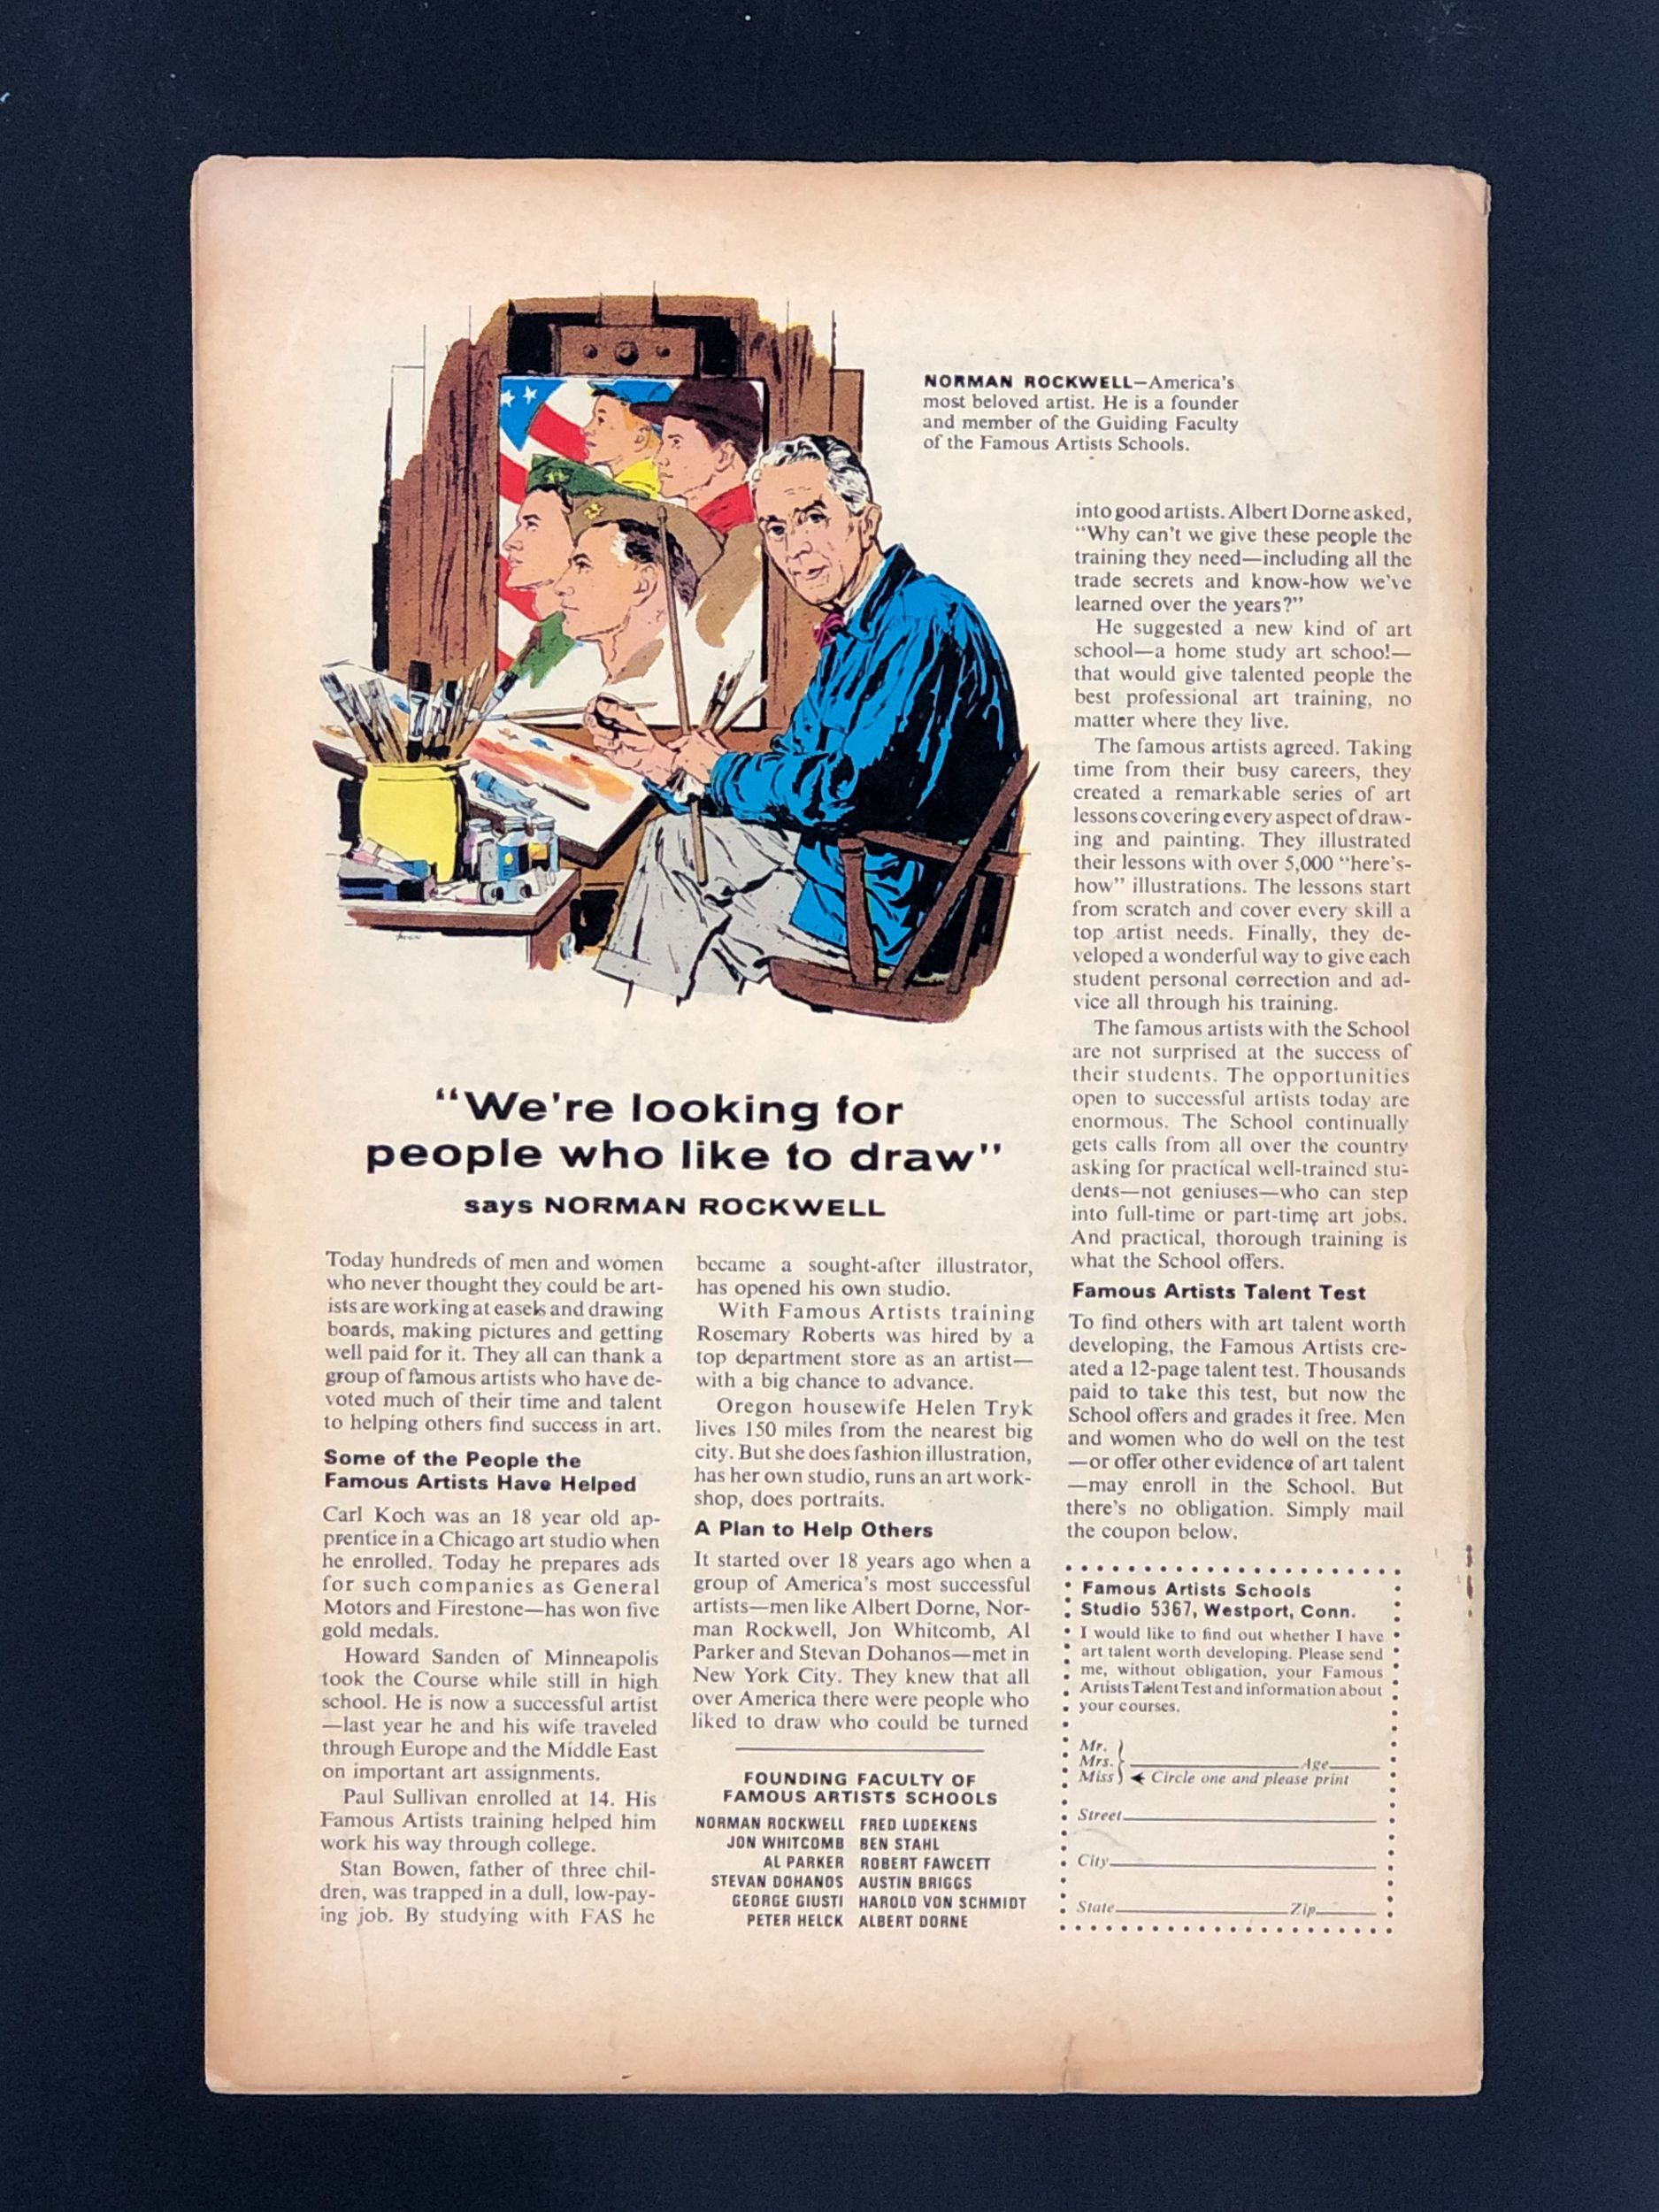 NORMAN ROCKWELL—America's
most beloved artist. He is a founder
and member of the Guiding Faculty
of the Famous Artists Schools.
"We're looking for
people who like to draw"
says NORMAN ROCKWELL
Today hundreds of men and women
who never thought they could be art-
ists are working at easels and drawing
boards, making pictures and getting
well paid for it. They all can thank a
group of famous artists who have de-
voted much of their time and talent
to helping others find success in art.
Some of the People the
Famous Artists Have Helped
Carl Koch was an 18 year old ap-
prentice in a Chicago art studio when
he enrolled. Today he prepares ads
for such companies as General
Motors and Firestone—has won five
gold medals.
Howard Sanden of Minneapolis
took the Course while still in high
school. He is now a successful artist
—last year he and his wife traveled
through Europe and the Middle East
on important art assignments.
Paul Sullivan enrolled at 14. His
Famous Artists training helped him
work his way through college.
Stan Bowen, father of three chil-
dren, was trapped in a dull, low-pay-
ing job. By studying with FAS he
became a sought-after illustrator,
has opened his own studio.
With Famous Artists training
Rosemary Roberts was hired by a
top department store as an artist—
with a big chance to advance.
Oregon housewife Helen Tryk
lives 150 miles from the nearest big
city. But she does fashion illustration,
has her own studio, runs an art work-
shop, does portraits.
A Plan to Help Others
It started over 18 years ago when a
group of America's most successful
artists—men like Albert Dorne, Nor-
man Rockwell, Jon Whitcomb, Al
Parker and Stevan Dohanos—met in
New York City. They knew that all
over America there were people who
liked to draw who could be turned
FOUNDING FACULTY OF
FAMOUS ARTISTS SCHOOLS
NORMAN ROCKWELL FRED LUDEKENS
JON WHITCOMB BEN STAHL
AL PARKER ROBERT FAWCETT
STEVAN DOHANOS AUSTIN BRIGGS
GEORGE GIUSTI HAROLD VON SCHMIDT
PETER HELCK ALBERT DORNE
into good artists. Albert Dorne asked,
"Why can't we give these people the
training they need—including all the
trade secrets and know-how we've
learned over the years?"
He suggested a new kind of art
school—a home study art school—
that would give talented people the
best professional art training, no
matter where they live.
The famous artists agreed. Taking
time from their busy careers, they
created a remarkable series of art
lessons covering every aspect of draw-
ing and painting. They illustrated
their lessons with over 5,000 "here's-
how" illustrations. The lessons start
from scratch and cover every skill a
top artist needs. Finally, they de-
veloped a wonderful way to give each
student personal correction and ad-
vice all through his training.
The famous artists with the School
are not surprised at the success of
their students. The opportunities
open to successful artists today are
enormous. The School continually
gets calls from all over the country
asking for practical well-trained stu-
dents—not geniuses—who can step
into full-time or part-time art jobs.
And practical, thorough training is
what the School offers.
Famous Artists Talent Test
To find others with art talent worth
developing, the Famous Artists cre-
ated a 12-page talent test. Thousands
paid to take this test, but now the
School offers and grades it free. Men
and women who do well on the test
—or offer other evidence of art talent
—may enroll in the School. But
there's no obligation. Simply mail
the coupon below.
Famous Artists Schools
Studio 5367, Westport, Conn.
I would like to find out whether I have
art talent worth developing. Please send
me, without obligation, your Famous
Artists Talent Test and information about
your courses.
Mr.
Mrs. Age
Miss Circle one and please print
Street
City
State Zip